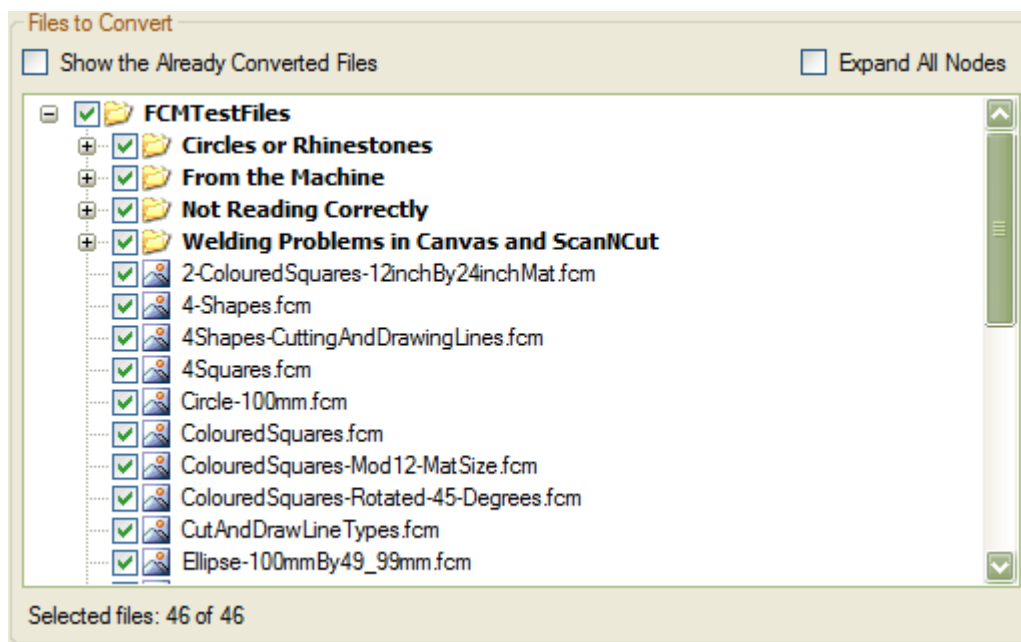 Files to Convert
Show the Already Converted Files Expand All Nodes
FCMTestFiles
Circles or Rhinestones
From the Machine
Not Reading Correctly
Welding Problems in Canvas and ScanNCut
2-ColouredSquares-12inchBy24inchMat.fcm
4-Shapes.fcm
4Shapes-CuttingAndDrawingLines.fcm
4Squares.fcm
Circle-100mm.fcm
ColouredSquares.fcm
ColouredSquares-Mod12-MatSize.fcm
ColouredSquares-Rotated-45-Degrees.fcm
CutAndDrawLineTypes.fcm
Ellipse-100mmBy49_99mm.fcm
Selected files: 46 of 46